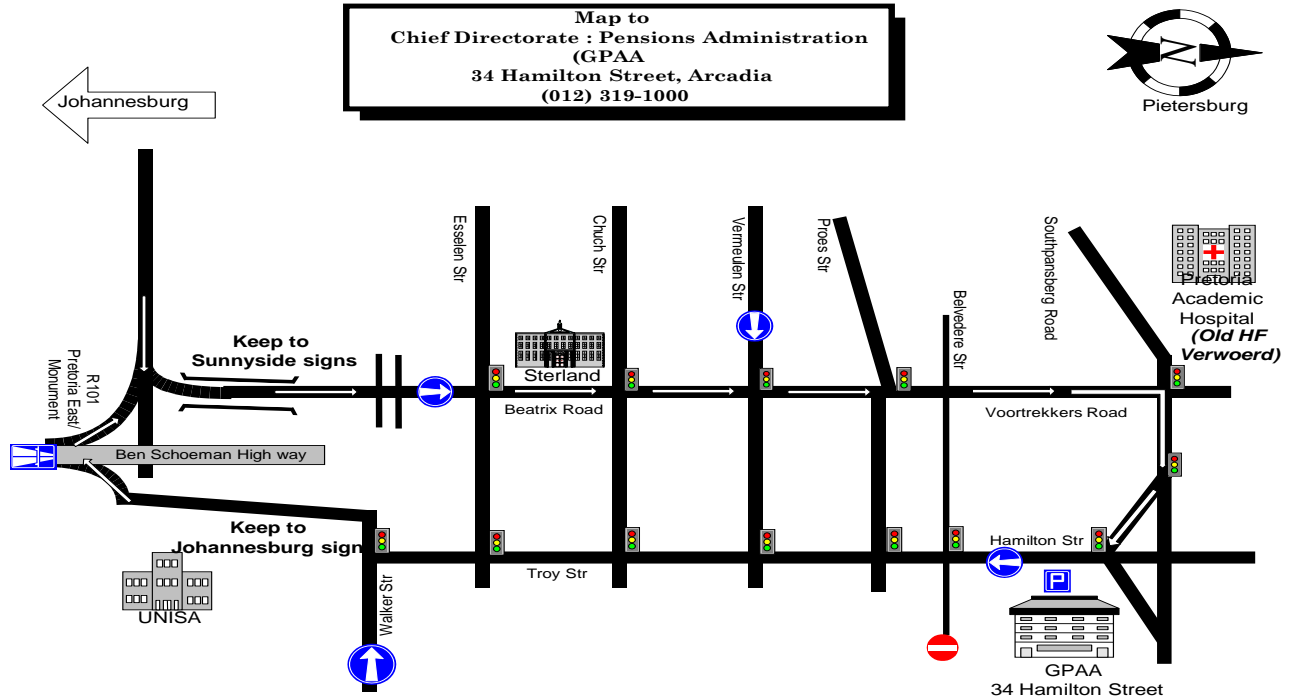 Map to
Chief Directorate : Pensions Administration
(GPAA
34 Hamilton Street, Arcadia
(012) 319-1000
N
Pietersburg
Johannesburg
Esselen Str
Chuch Str
Vermeulen Str
Proes Str
Belvedere Str
Southpansberg Road
Pretoria
Academic
Hospital
(Old HF
Verwoerd)
Keep to
Sunnyside signs
R101
Pretoria East/
Monument
Sterland
Beatrix Road
Voortrekkers Road
Ben Schoeman High way
Keep to
Johannesburg sign
Hamilton Str
Troy Str
P
UNISA
Walker Str
GPAA
34 Hamilton Street